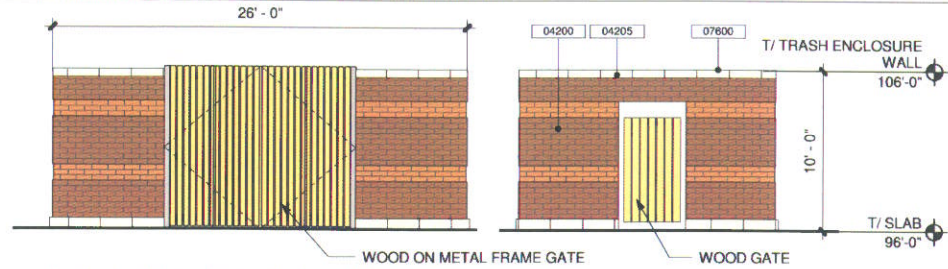 26' - 0"
04200
04205
07600
T/ TRASH ENCLOSURE
WALL
106'-0"
10' - 0"
T/ SLAB
96'-0"
WOOD ON METAL FRAME GATE
WOOD GATE